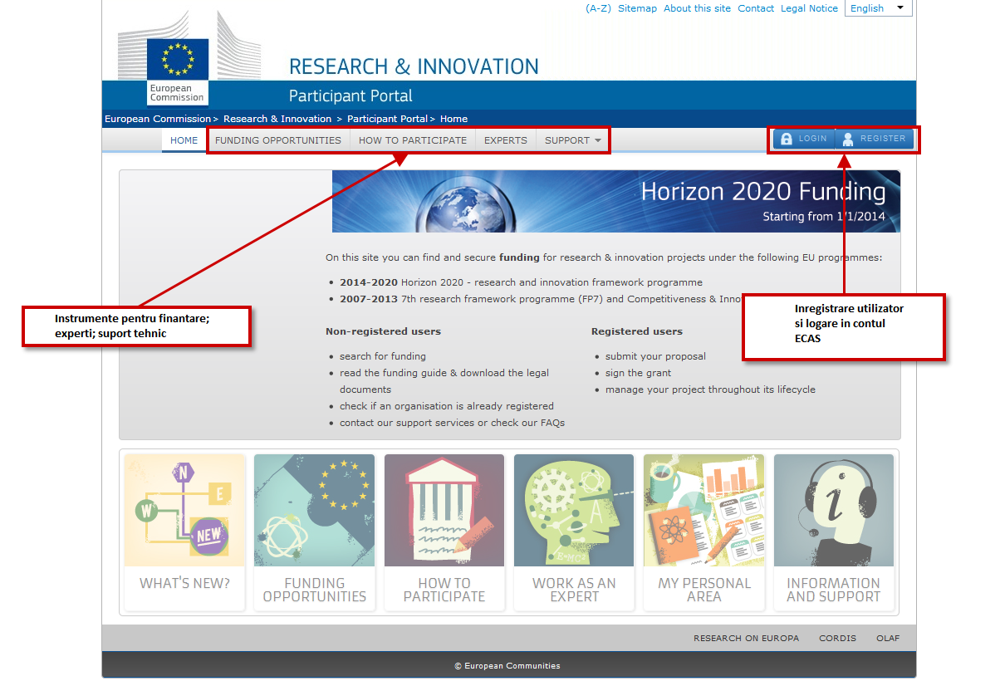 (A-Z) Sitemap About this site Contact Legal Notice English
RESEARCH & INNOVATION
European
Commission
Participant Portal
European Commission > Research & Innovation > Participant Portal > Home
HOME FUNDING OPPORTUNITIES HOW TO PARTICIPATE EXPERTS SUPPORT LOGIN REGISTER
Horizon 2020 Funding
Starting from 1/1/2014
On this site you can find and secure funding for research & innovation projects under the following EU programmes:
• 2014-2020 Horizon 2020 - research and innovation framework programme
• 2007-2013 7th research framework programme (FP7) and Competitiveness & Inno
Instrumente pentru finantare;
experti; suport tehnic
Inregistrare utilizator
si logare in contul
ECAS
Non-registered users
• search for funding
• read the funding guide & download the legal
documents
• check if an organisation is already registered
• contact our support services or check our FAQs
Registered users
• submit your proposal
• sign the grant
• manage your project throughout its lifecycle
N
E
W
NEW
A
E=MC²
i
WHAT'S NEW?
FUNDING
OPPORTUNITIES
HOW TO
PARTICIPATE
WORK AS AN
EXPERT
MY PERSONAL
AREA
INFORMATION
AND SUPPORT
RESEARCH ON EUROPA CORDIS OLAF
© European Communities